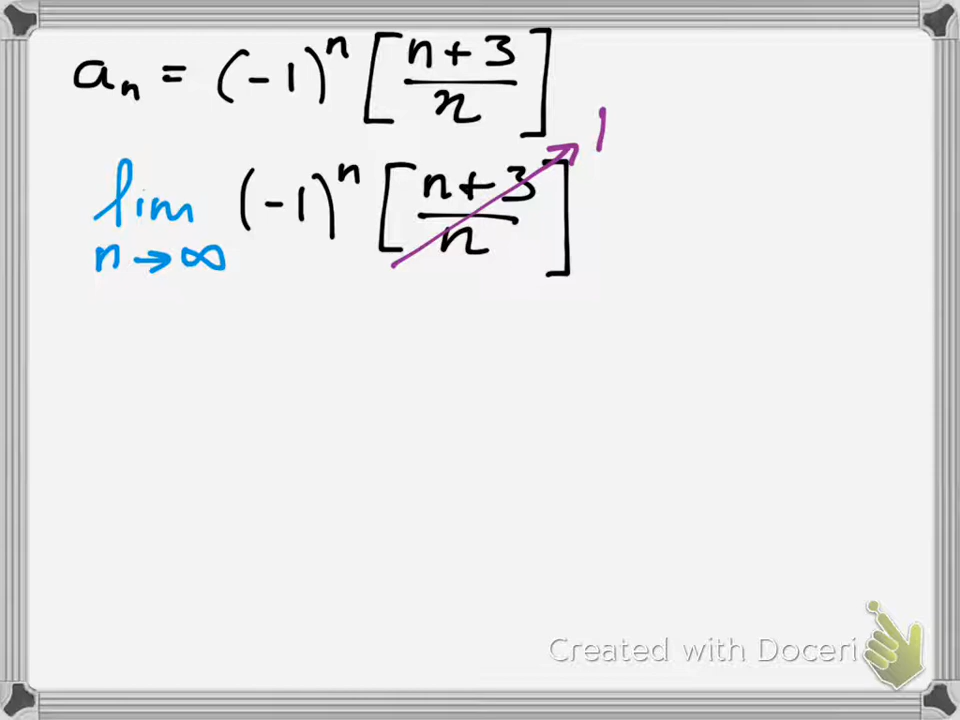 aₙ = (-1)ⁿ [(n+3)/n]
lim n→∞ (-1)ⁿ [(n+3)/n] 1
Created with Doceri